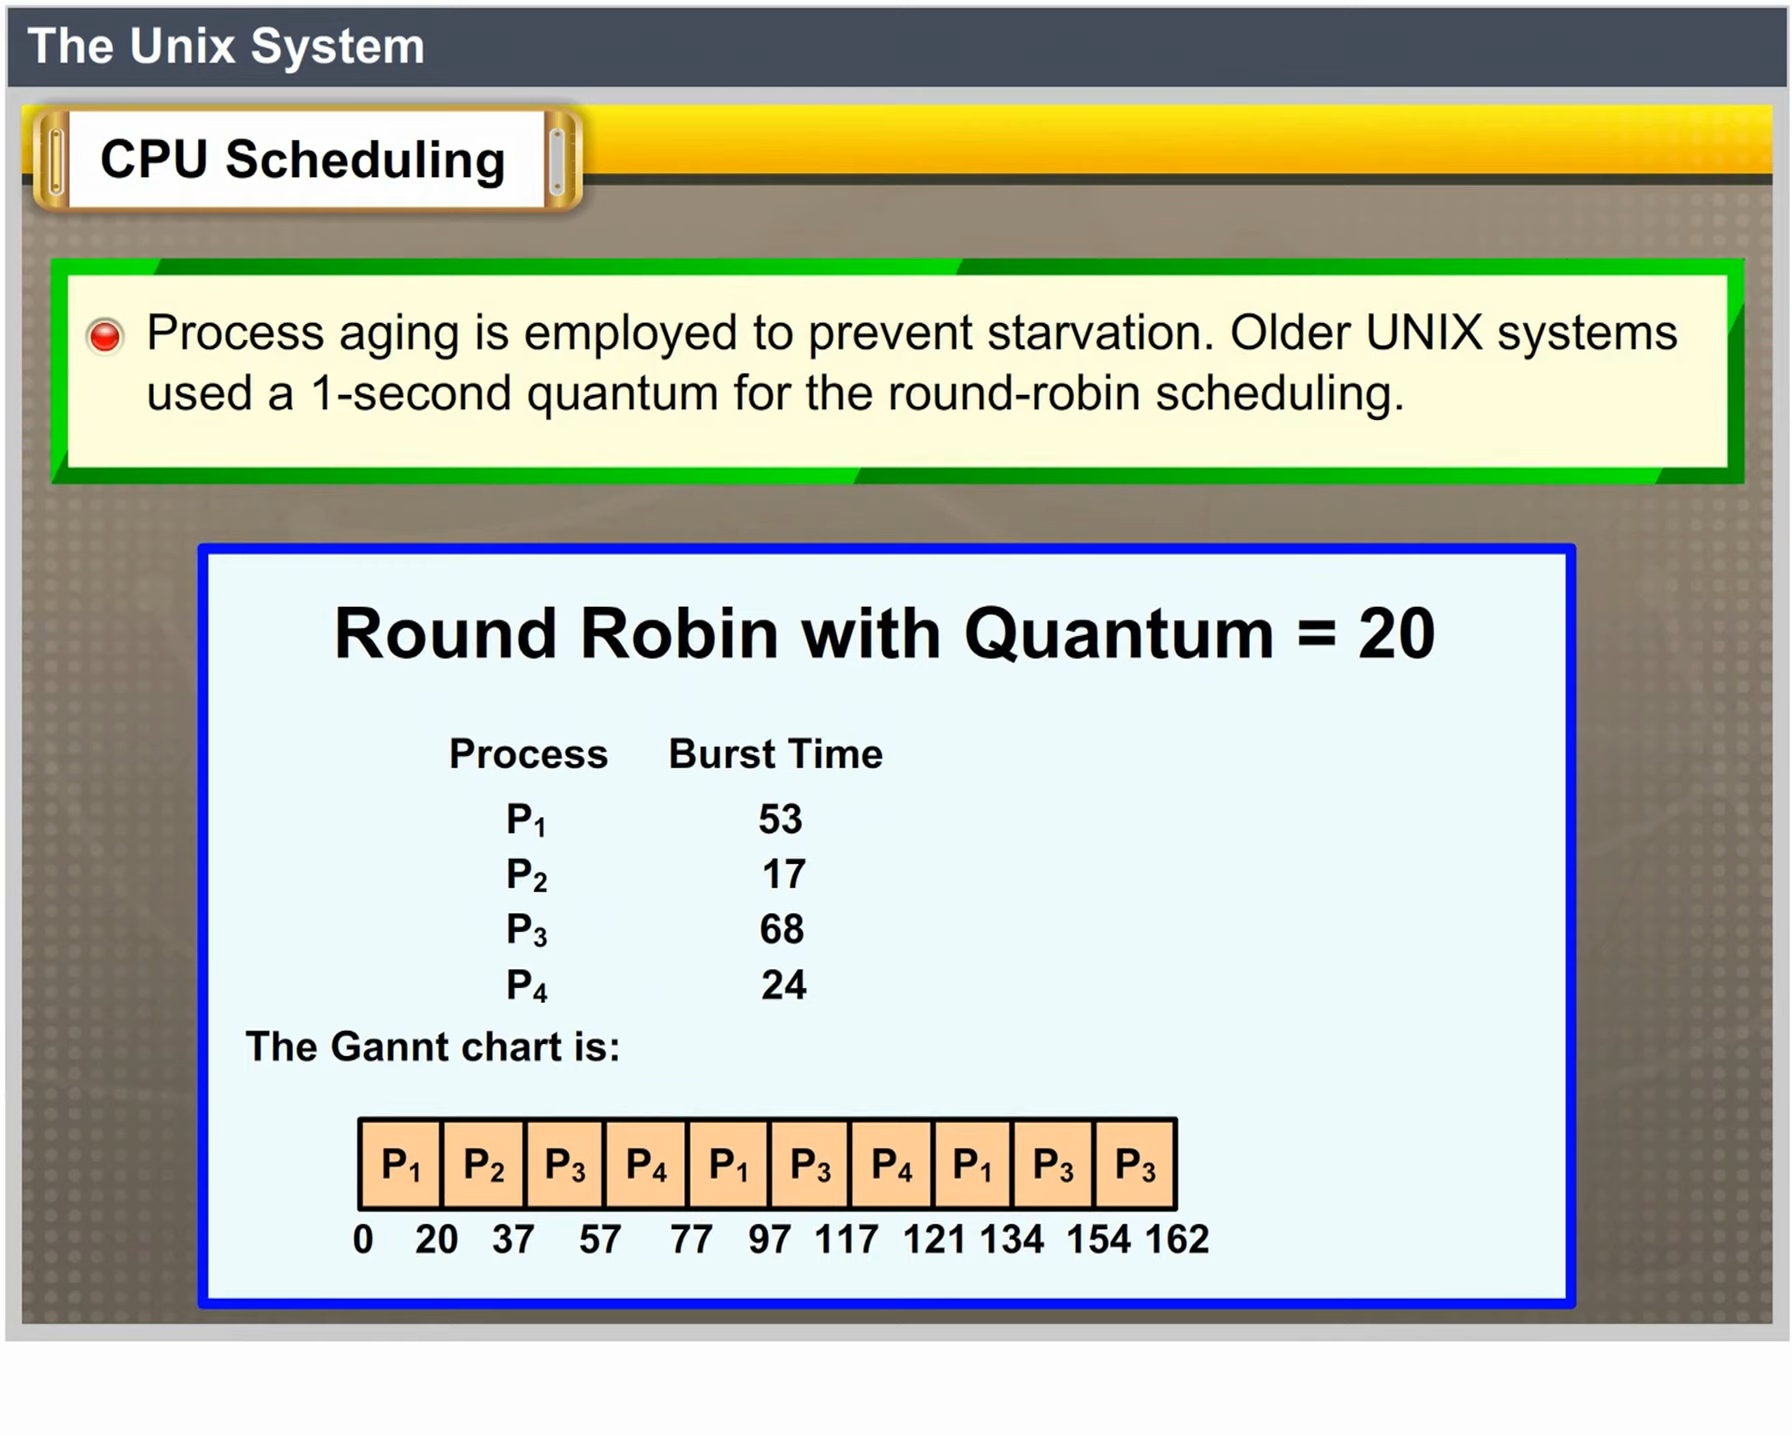 The Unix System
CPU Scheduling
Process aging is employed to prevent starvation. Older UNIX systems
used a 1-second quantum for the round-robin scheduling.
Round Robin with Quantum = 20
Process Burst Time
P1 53
P2 17
P3 68
P4 24
The Gannt chart is:
P1 P2 P3 P4 P1 P3 P4 P1 P3 P3
0 20 37 57 77 97 117 121 134 154 162